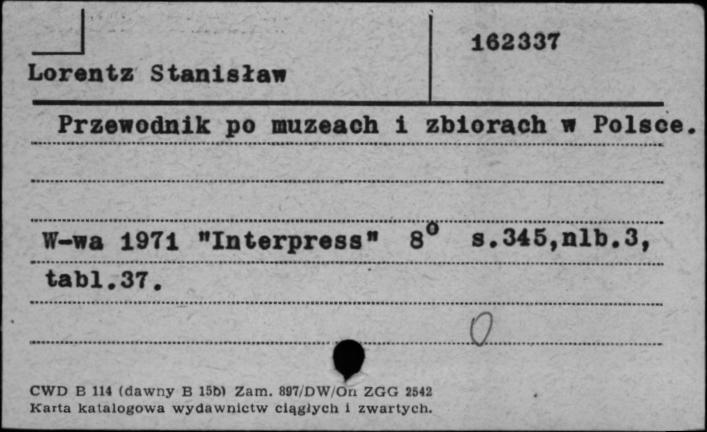 162337
Lorentz Stanisław
Przewodnik po muzeach i zbiorach w Polsce.
W-wa 1971 "Interpress" 8° s.345,nlb.3,
tabl.37.
0
CWD B 114 (dawny B 15b) Zam. 897/DW/On ZGG 2542
Karta katalogowa wydawnictw ciągłych i zwartych.